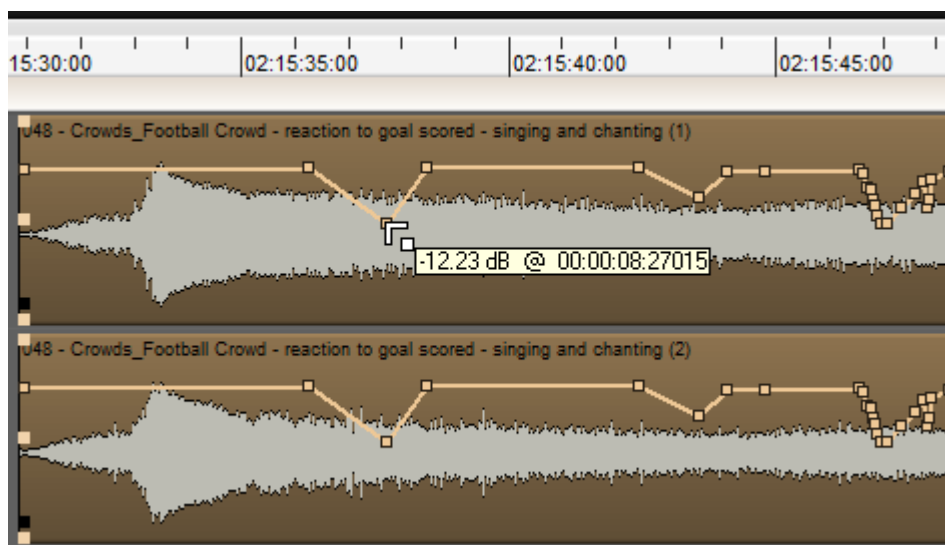 15:30:00 02:15:35:00 02:15:40:00 02:15:45:00
048 - Crowds_Football Crowd - reaction to goal scored - singing and chanting (1)
-12.23 dB @ 00:00:08:27015
048 - Crowds_Football Crowd - reaction to goal scored - singing and chanting (2)